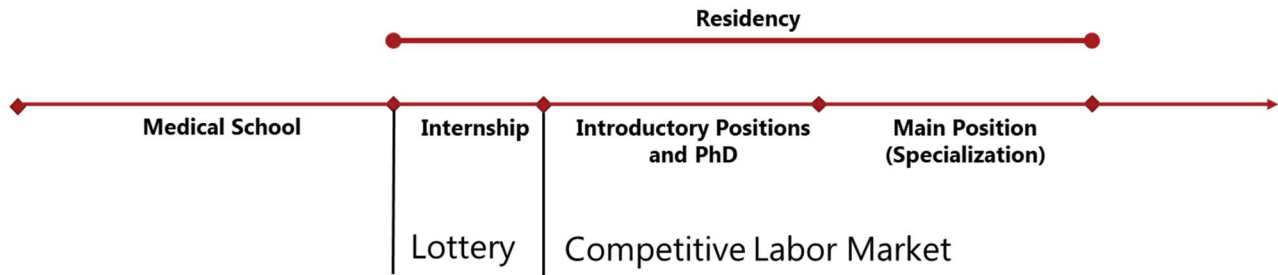 Residency
Medical School
Internship
Introductory Positions
and PhD
Main Position
(Specialization)
Lottery
Competitive Labor Market